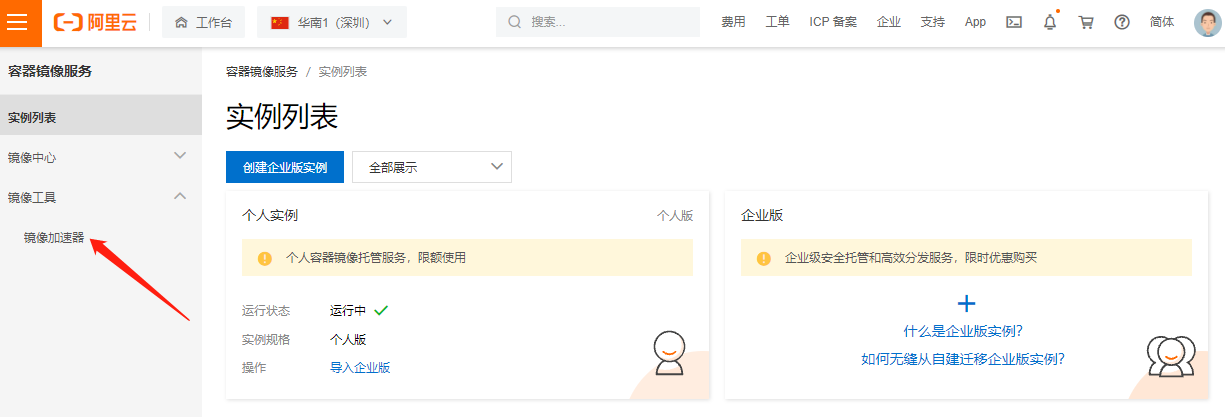 阿里云 工作台 华南1（深圳） 搜索... 费用 工单 ICP 备案 企业 支持 App 简体
容器镜像服务
实例列表
镜像中心
镜像工具
镜像加速器
容器镜像服务 / 实例列表
实例列表
创建企业版实例 全部展示
个人实例 个人版
个人容器镜像托管服务，限额使用
运行状态 运行中
实例规格 个人版
操作 导入企业版
企业版
企业级安全托管和高效分发服务，限时优惠购买
什么是企业版实例？
如何无缝从自建迁移企业版实例？